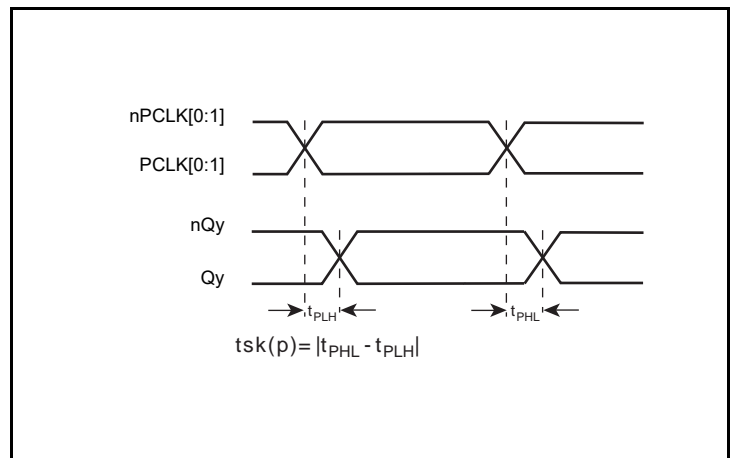 nPCLK[0:1]
PCLK[0:1]
nQy
Qy
tPLH
tPHL
tsk(p)= |tPHL - tPLH|